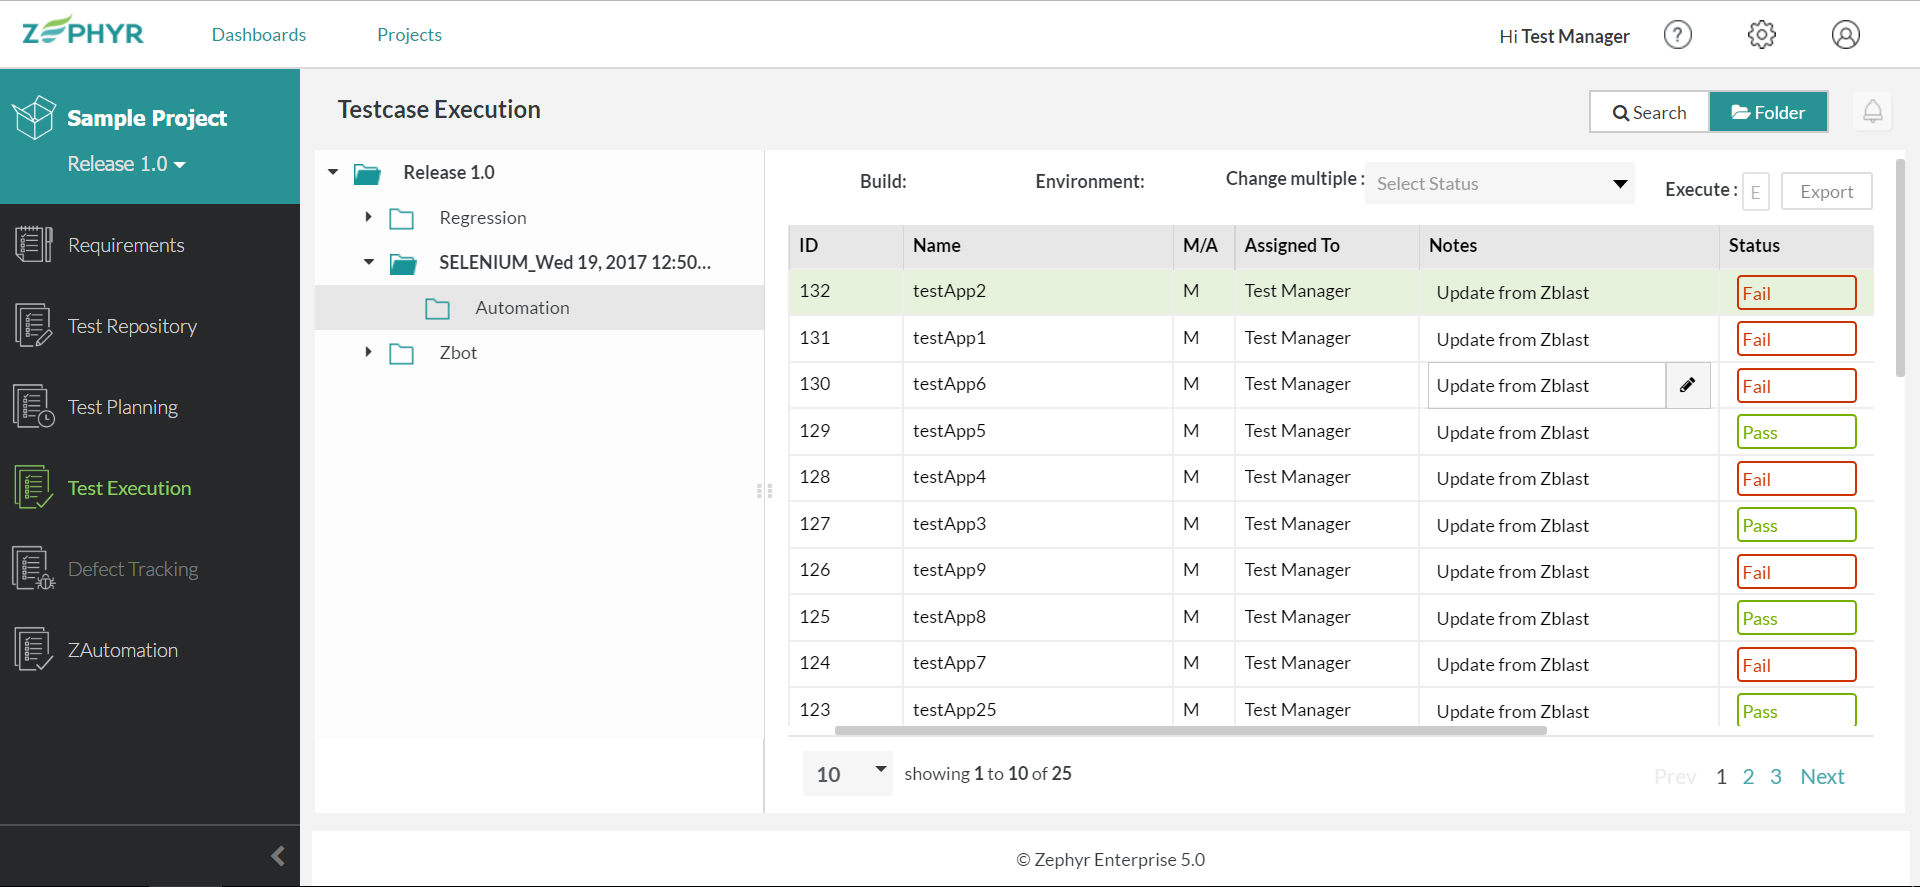 ZEPHYR
Dashboards
Projects
Hi Test Manager
?
Sample Project
Release 1.0
Requirements
Test Repository
Test Planning
Test Execution
Defect Tracking
ZAutomation
Testcase Execution
Search
Folder
Release 1.0
Regression
SELENIUM_Wed 19, 2017 12:50...
Automation
Zbot
Build:
Environment:
Change multiple :
Select Status
Execute :
E
Export
ID Name M/A Assigned To Notes Status
132 testApp2 M Test Manager Update from Zblast Fail
131 testApp1 M Test Manager Update from Zblast Fail
130 testApp6 M Test Manager Update from Zblast Fail
129 testApp5 M Test Manager Update from Zblast Pass
128 testApp4 M Test Manager Update from Zblast Fail
127 testApp3 M Test Manager Update from Zblast Pass
126 testApp9 M Test Manager Update from Zblast Fail
125 testApp8 M Test Manager Update from Zblast Pass
124 testApp7 M Test Manager Update from Zblast Fail
123 testApp25 M Test Manager Update from Zblast Pass
10 showing 1 to 10 of 25
Prev 1 2 3 Next
© Zephyr Enterprise 5.0